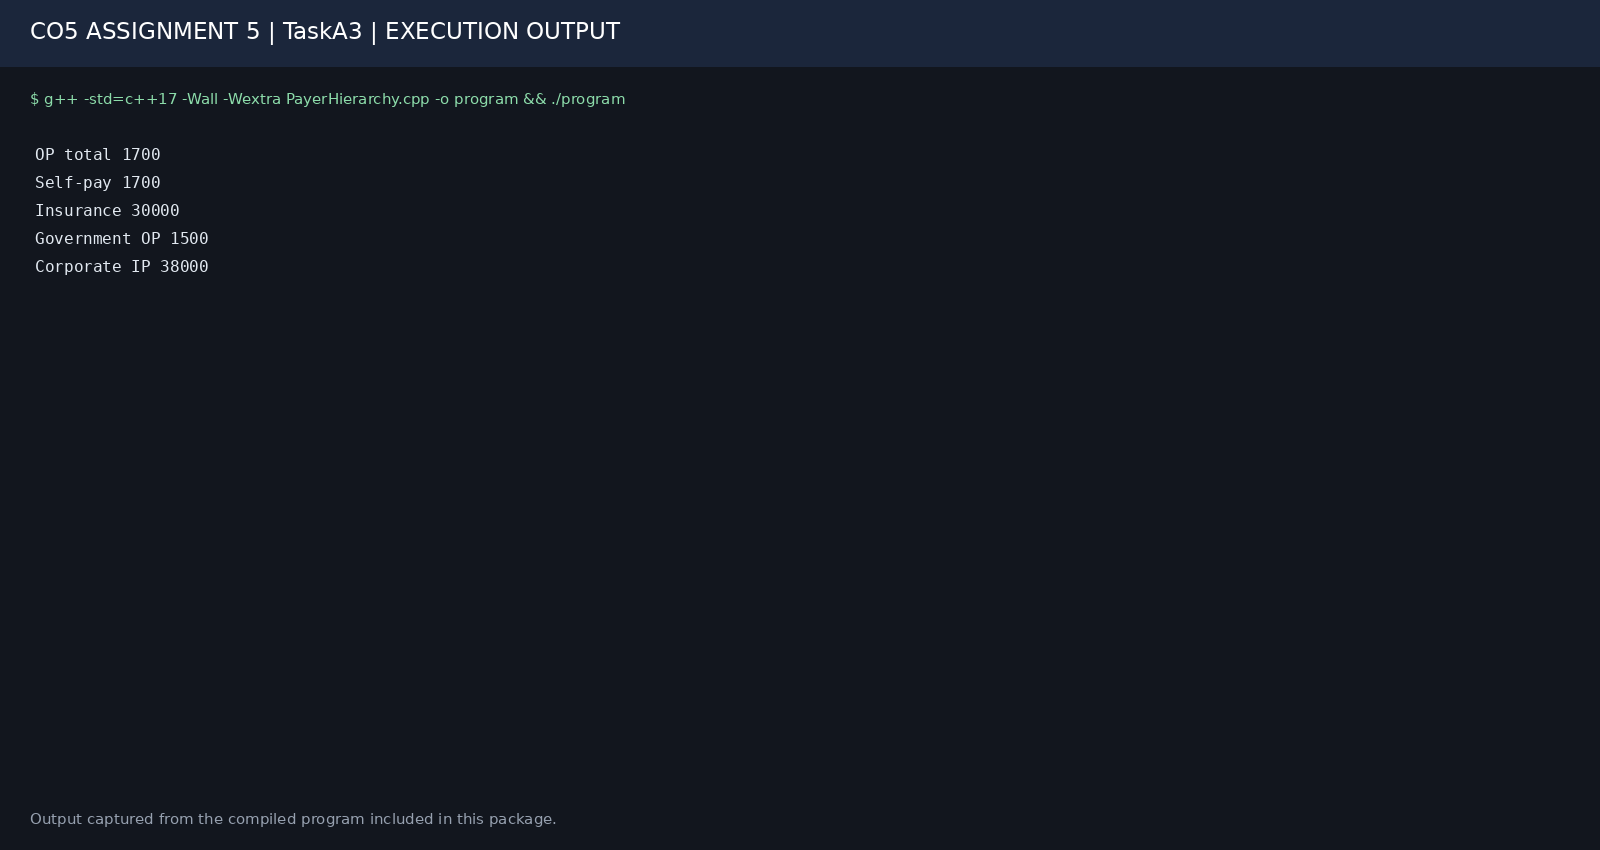 CO5 ASSIGNMENT 5 | TaskA3 | EXECUTION OUTPUT
$ g++ -std=c++17 -Wall -Wextra PayerHierarchy.cpp -o program && ./program
OP total 1700
Self-pay 1700
Insurance 30000
Government OP 1500
Corporate IP 38000
Output captured from the compiled program included in this package.